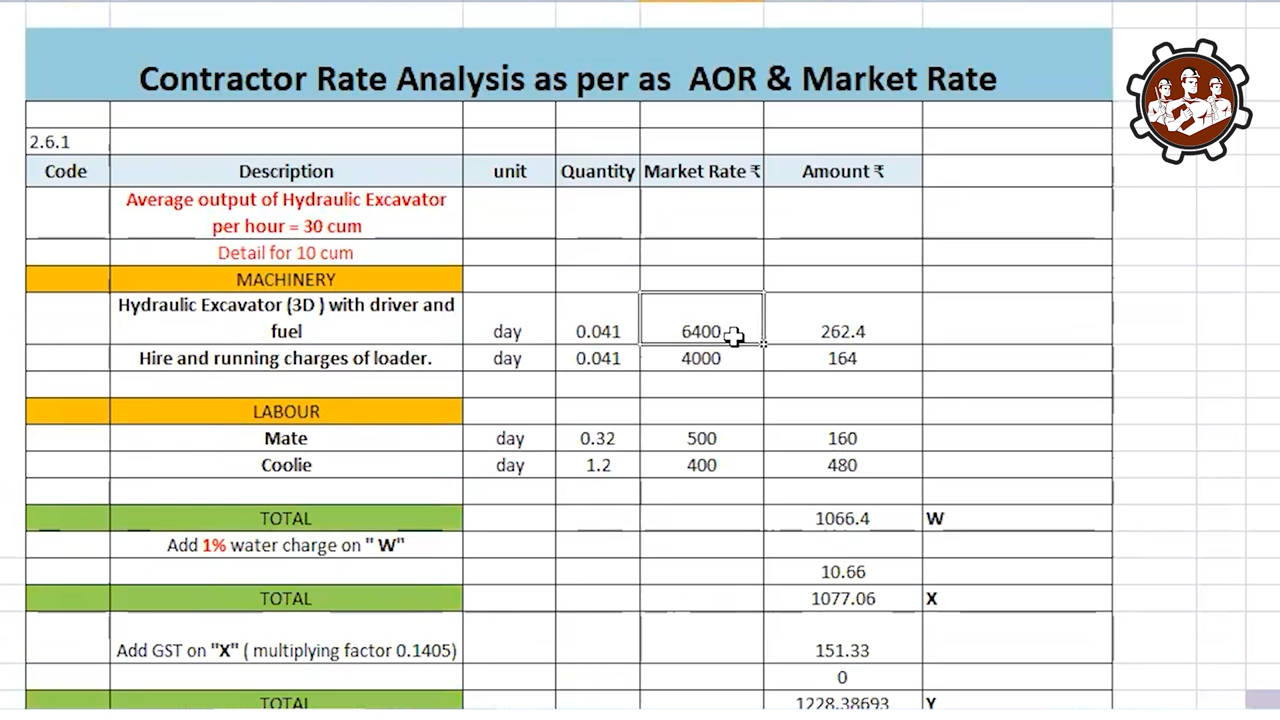 Contractor Rate Analysis as per as AOR & Market Rate
2.6.1
Code Description unit Quantity Market Rate ₹ Amount ₹
Average output of Hydraulic Excavator
per hour = 30 cum
Detail for 10 cum
MACHINERY
Hydraulic Excavator (3D ) with driver and
fuel day 0.041 6400 262.4
Hire and running charges of loader. day 0.041 4000 164
LABOUR
Mate day 0.32 500 160
Coolie day 1.2 400 480
TOTAL 1066.4 W
Add 1% water charge on " W"
10.66
TOTAL 1077.06 X
Add GST on "X" ( multiplying factor 0.1405) 151.33
0
TOTAL 1228.38693 Y